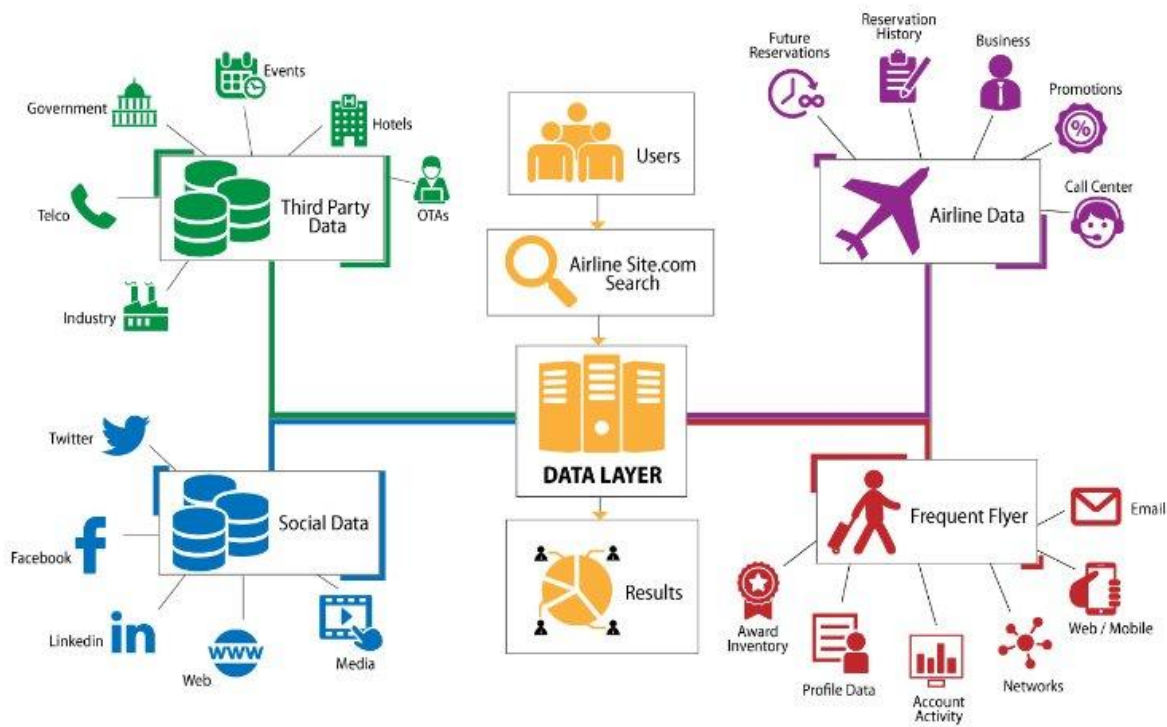 Government
Events
Hotels
OTAs
Telco
Industry
Third Party
Data
Users
Airline Site.com
Search
DATA LAYER
Results
Future
Reservations
Reservation
History
Business
Promotions
%
Call Center
Airline Data
Twitter
Facebook
f
Linkedin
in
Web
www
Media
Social Data
H
Frequent Flyer
Email
Web / Mobile
Networks
Account
Activity
Profile Data
Award
Inventory